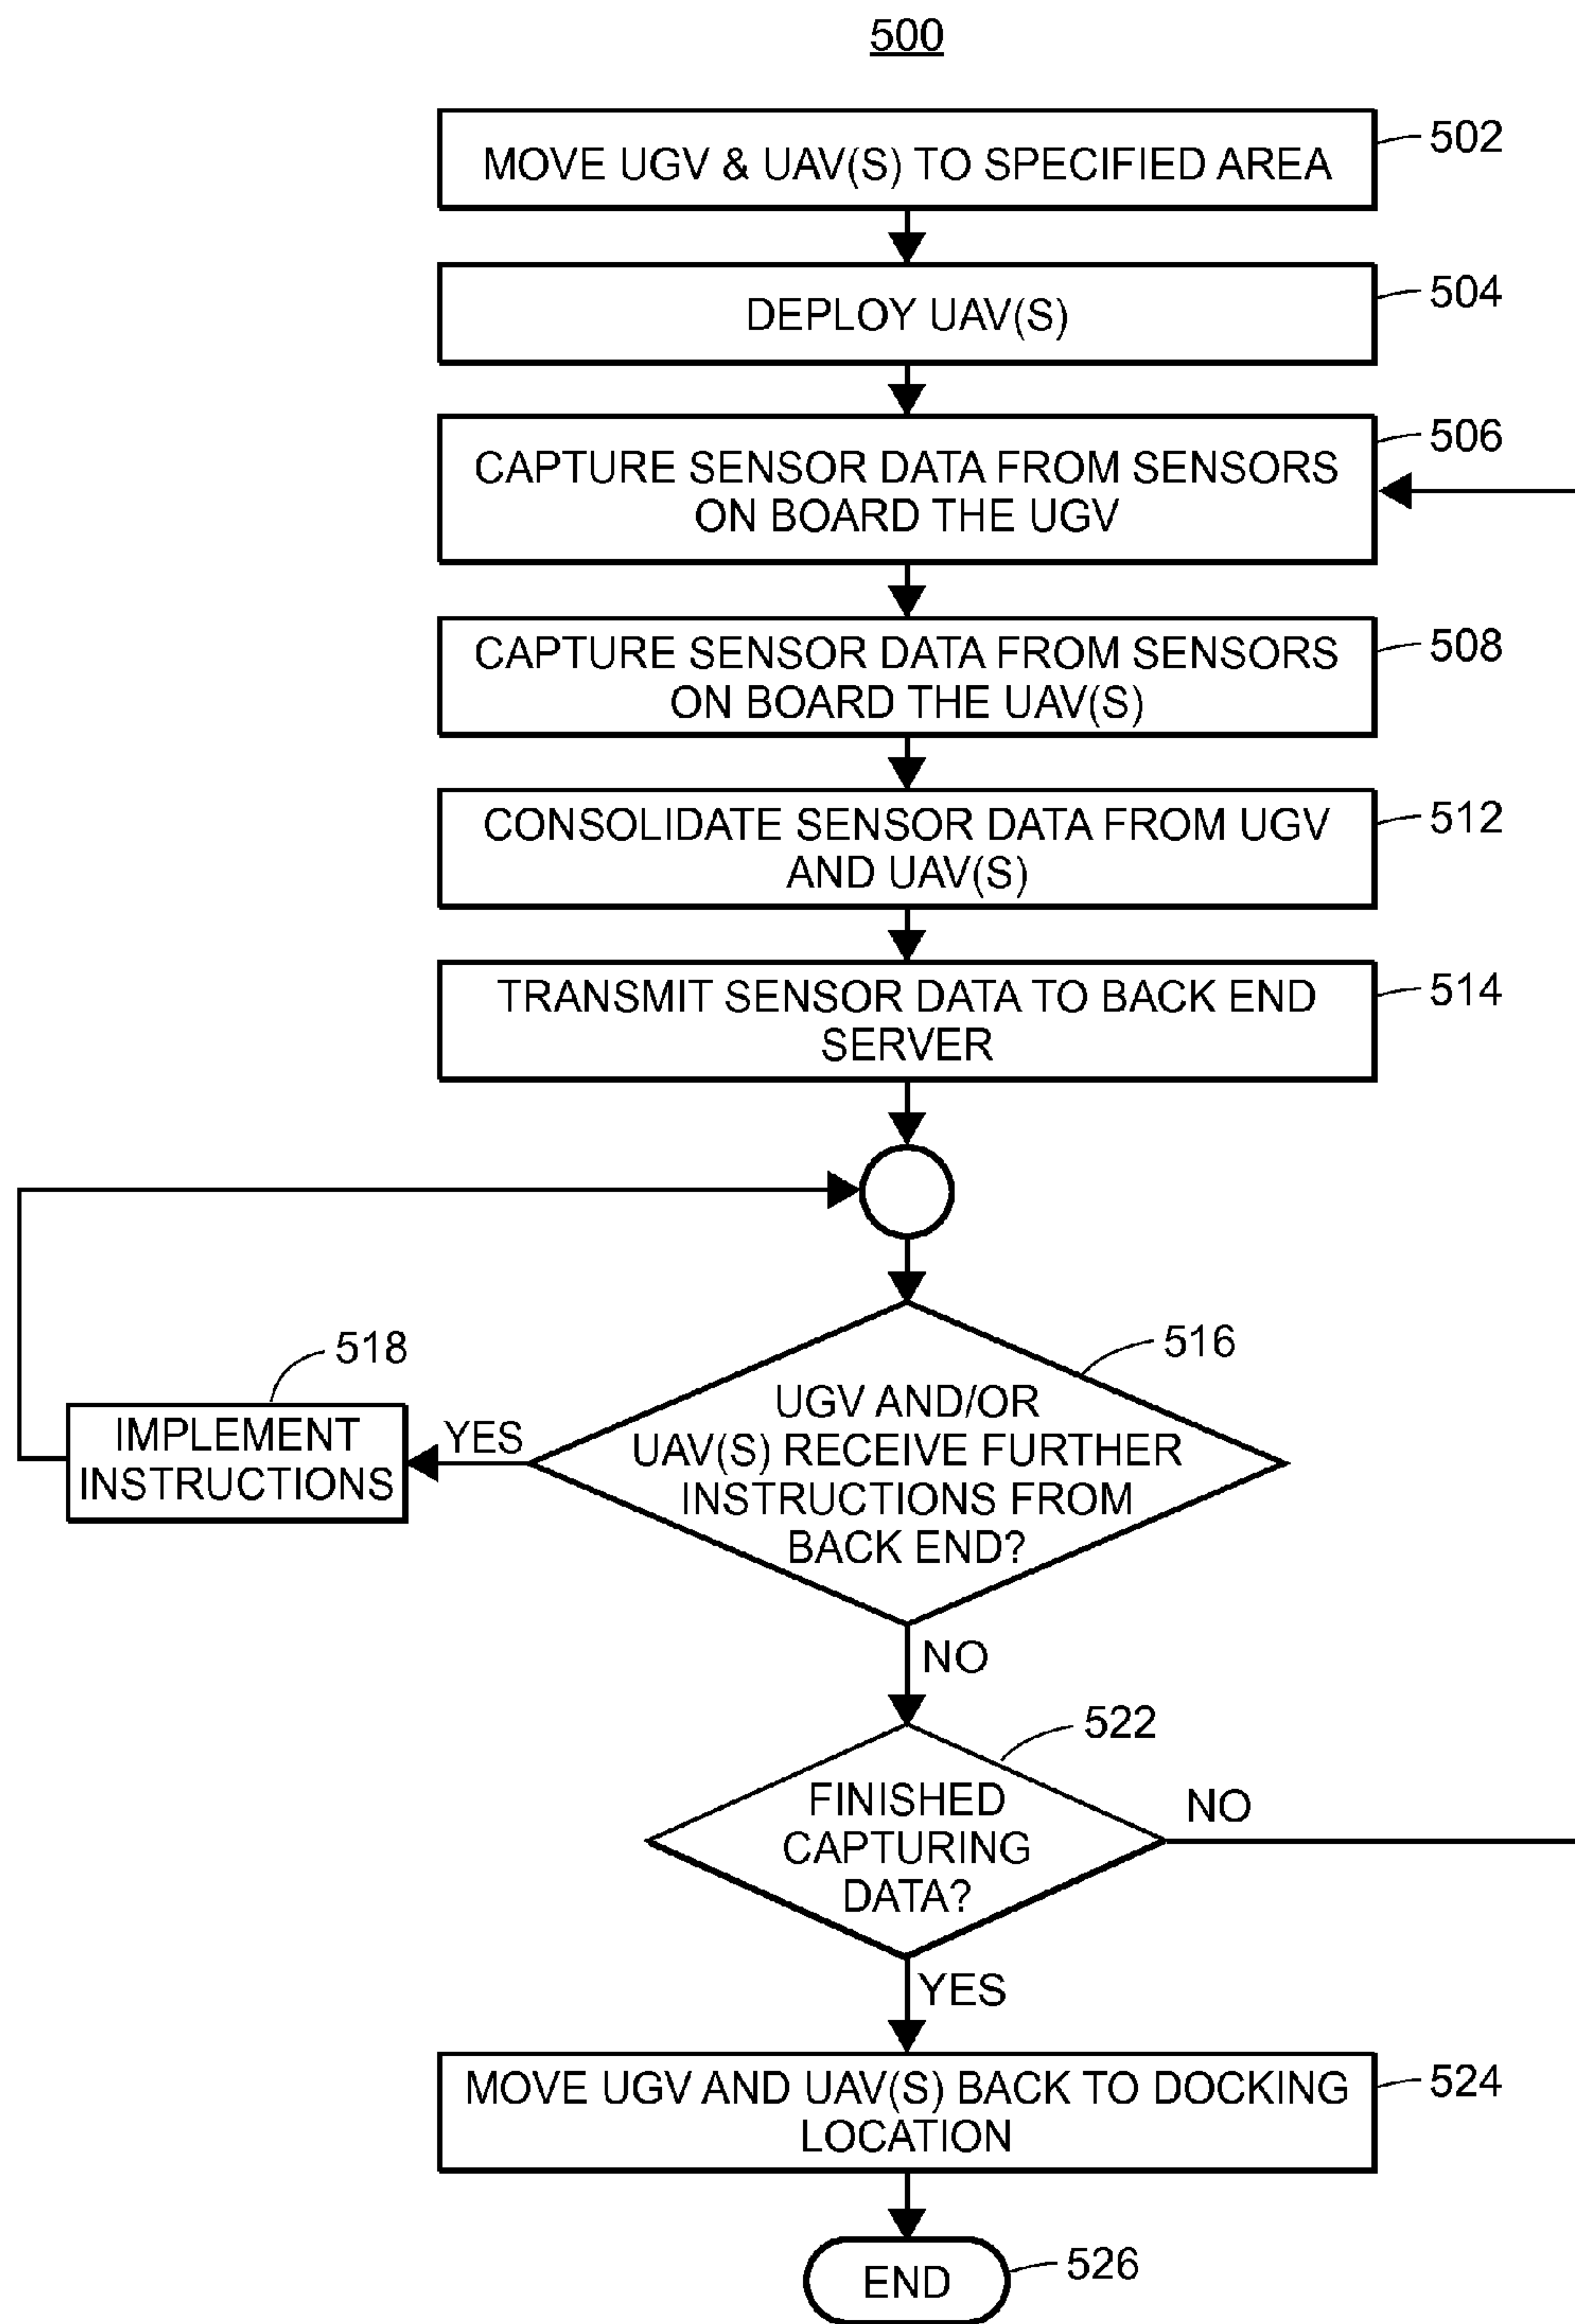 500
MOVE UGV & UAV(S) TO SPECIFIED AREA
502
DEPLOY UAV(S)
504
CAPTURE SENSOR DATA FROM SENSORS
ON BOARD THE UGV
506
CAPTURE SENSOR DATA FROM SENSORS
ON BOARD THE UAV(S)
508
CONSOLIDATE SENSOR DATA FROM UGV
AND UAV(S)
512
TRANSMIT SENSOR DATA TO BACK END
SERVER
514
UGV AND/OR
UAV(S) RECEIVE FURTHER
INSTRUCTIONS FROM
BACK END?
516
YES
IMPLEMENT
INSTRUCTIONS
518
NO
FINISHED
CAPTURING
DATA?
522
NO
YES
MOVE UGV AND UAV(S) BACK TO DOCKING
LOCATION
524
END
526